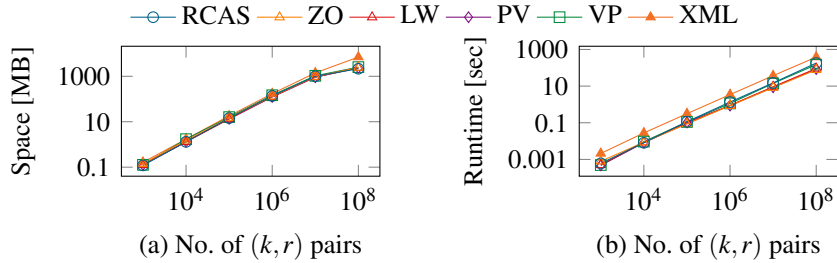 RCAS ZO LW PV VP XML
Space [MB]
1000
10
0.1
10^4 10^6 10^8
(a) No. of (k, r) pairs
Runtime [sec]
1000
0.1
0.001
10^4 10^6 10^8
(b) No. of (k, r) pairs